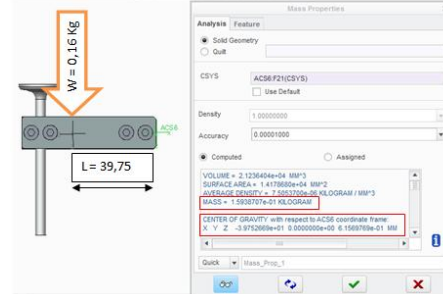 Mass Properties
Analysis Feature
Solid Geometry
Quilt
CSYS
ACS6:F21(CSYS)
Use Default
Density
1.00000000
Accuracy
0.00001000
Computed
Assigned
VOLUME = 2.1236404e+04 MM^3
SURFACE AREA = 1.4178680e+04 MM^2
AVERAGE DENSITY = 7.5053700e-06 KILOGRAM / MM^3
MASS = 1.5938707e-01 KILOGRAM
CENTER OF GRAVITY with respect to ACS6 coordinate frame:
X Y Z -3.9752669e+01 0.0000000e+00 6.1569769e-01 MM
Quick
Mass_Prop_1
W = 0,16 Kg
ACS6
L= 39,75